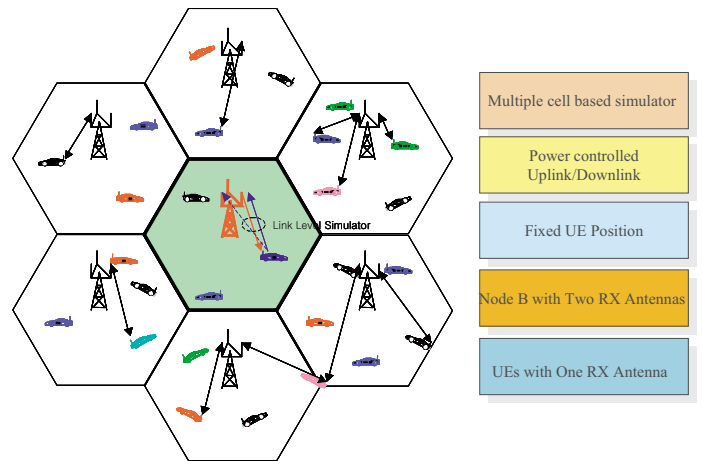 Multiple cell based simulator
Power controlled
Uplink/Downlink
Link Level Simulator
Fixed UE Position
Node B with Two RX Antennas
UEs with One RX Antenna